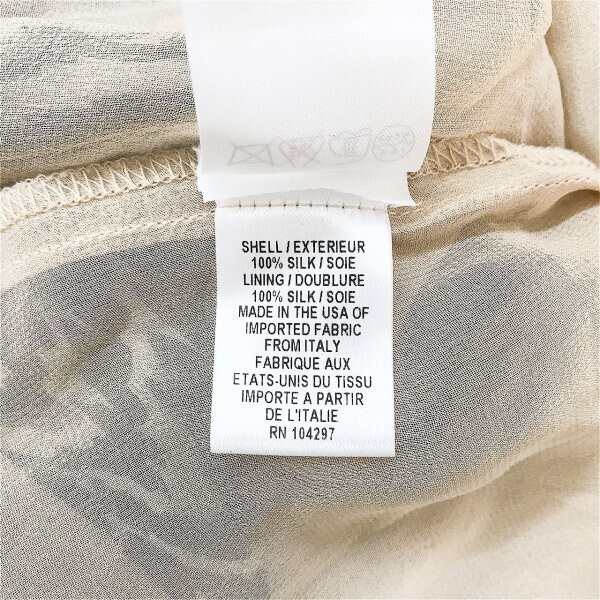 SHELL / EXTERIEUR
100% SILK / SOIE
LINING / DOUBLURE
100% SILK / SOIE
MADE IN THE USA OF
IMPORTED FABRIC
FROM ITALY
FABRIQUE AUX
ETATS-UNIS DU TISSU
IMPORTE A PARTIR
DE L'ITALIE
RN 104297